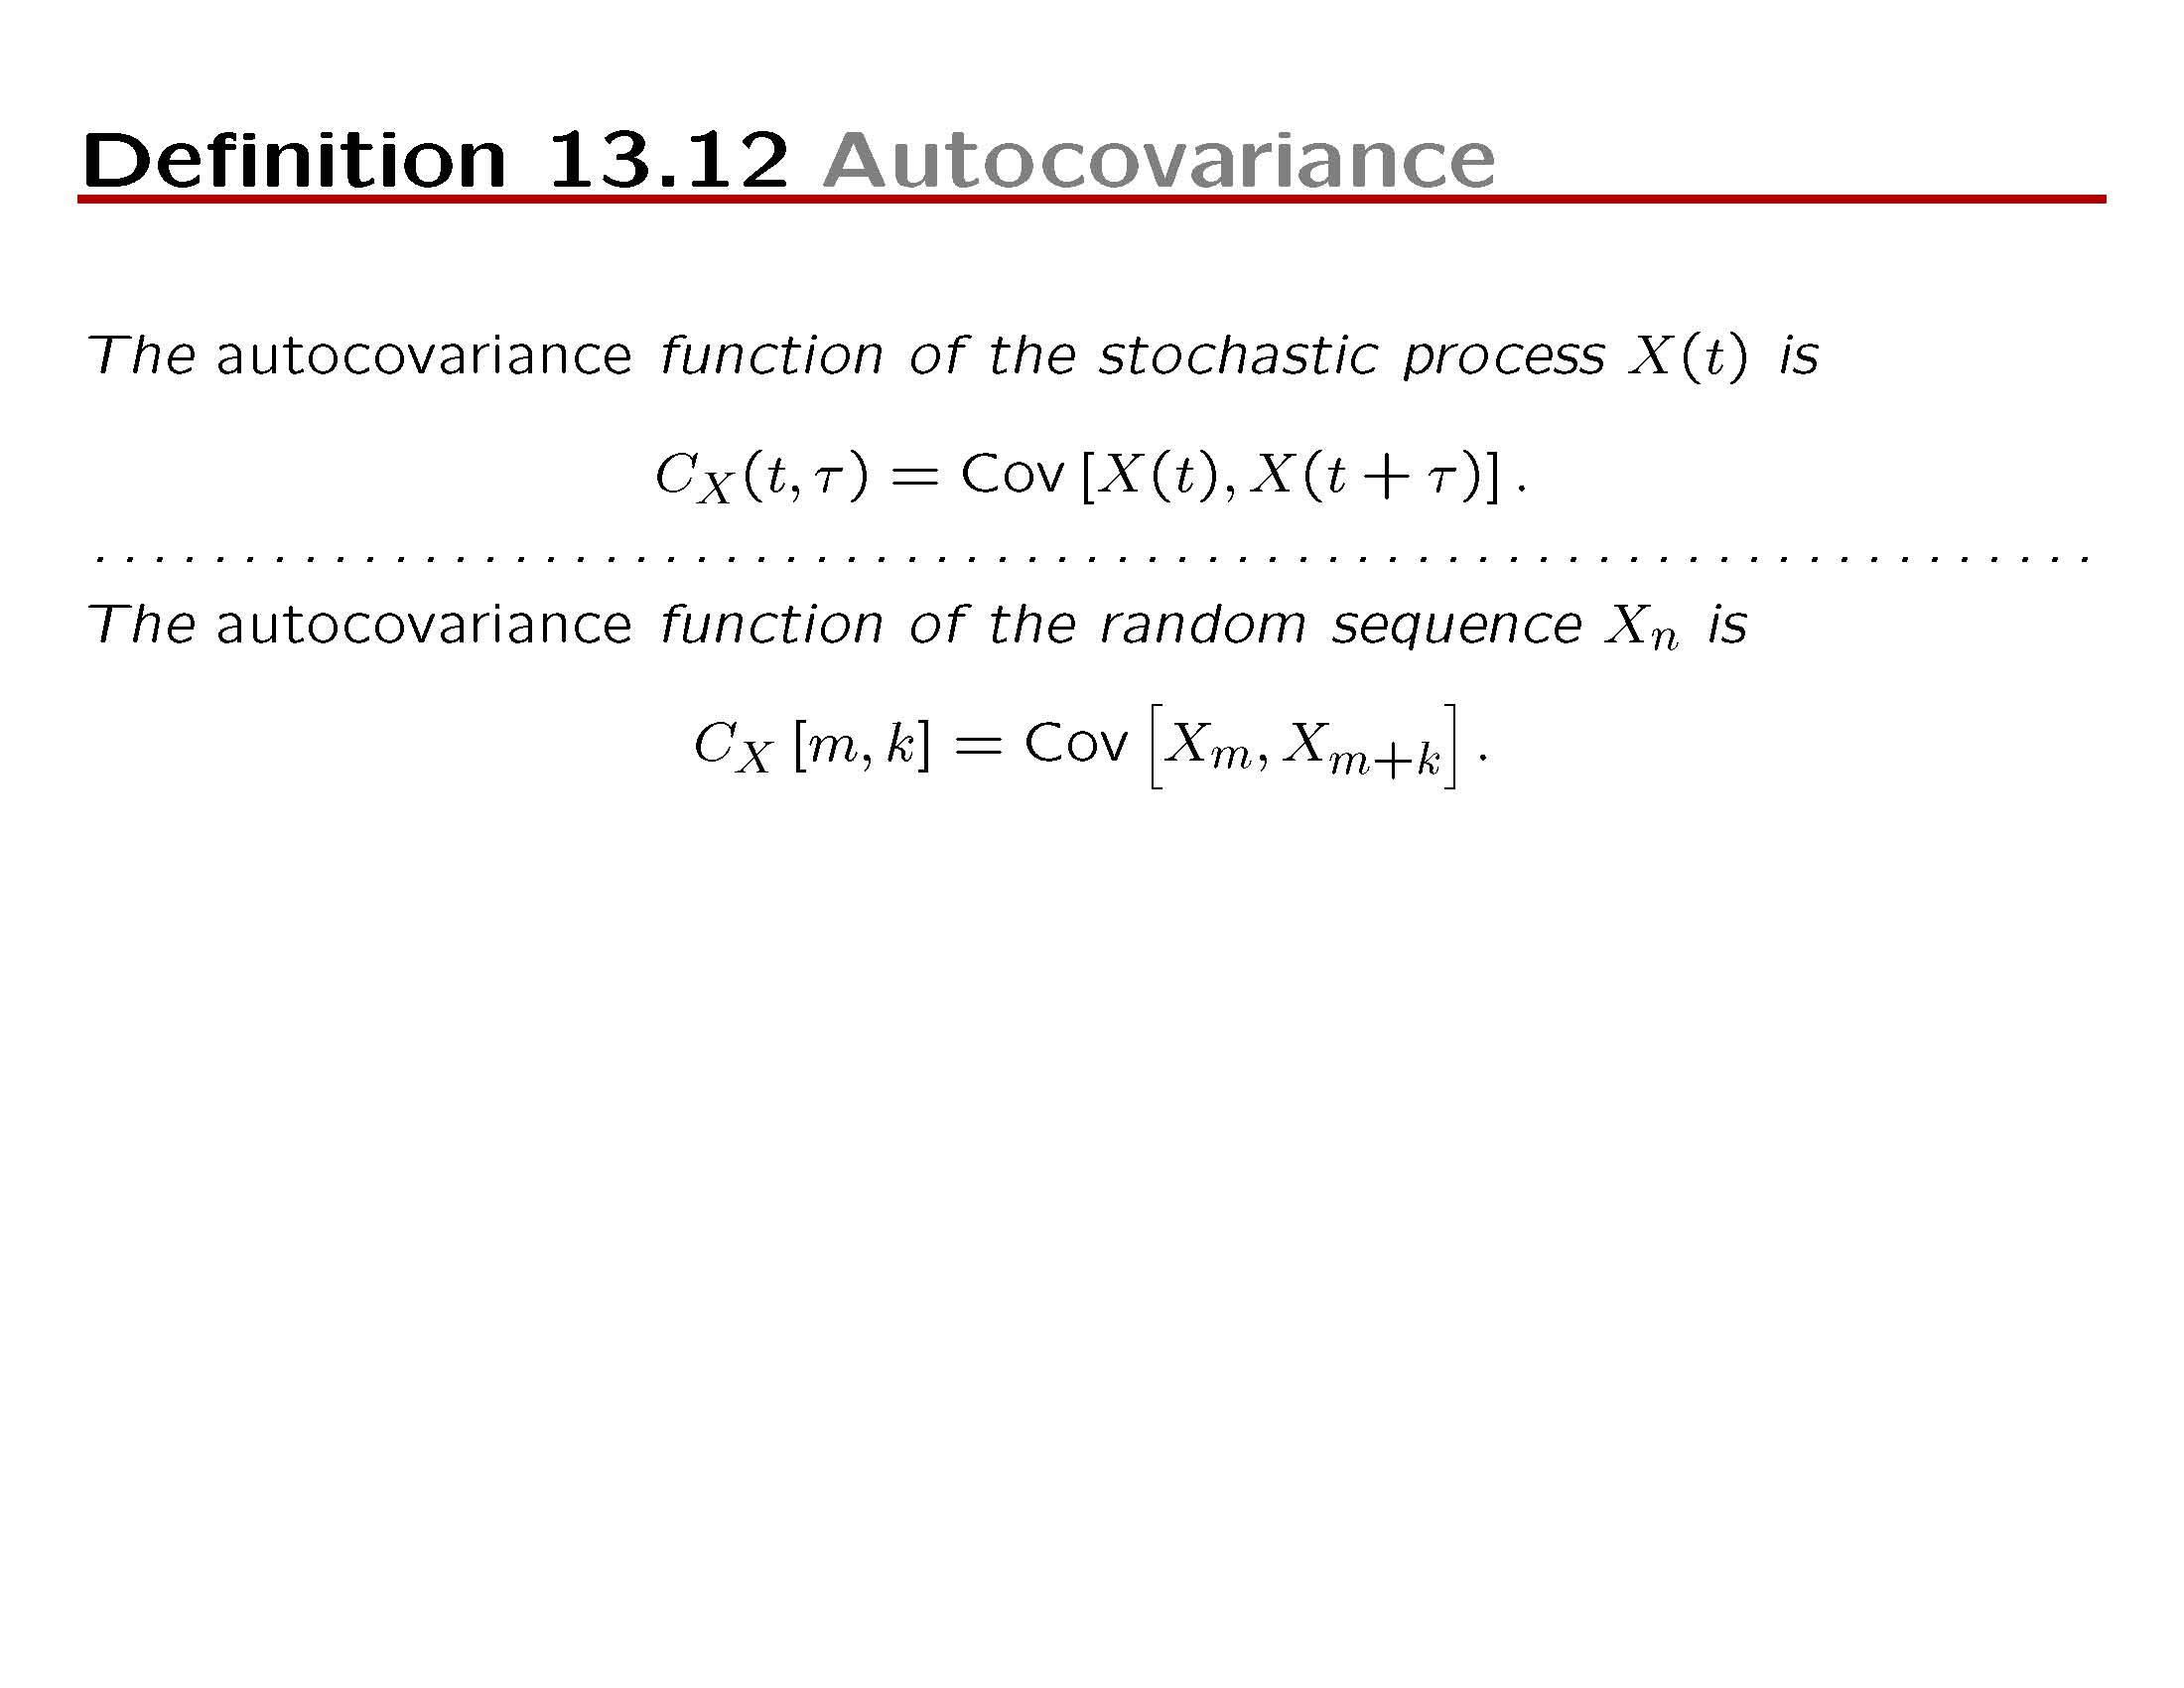 Definition 13.12 Autocovariance
The autocovariance function of the stochastic process X(t) is
C_X(t, τ) = Cov [X(t), X(t + τ)] .
. . . . . . . . . . . . . . . . . . . . . . . . . . . . . . . . . . . . . . . . . . . . . . . . . . . . . . . . . . . . . . . . . . .
The autocovariance function of the random sequence X_n is
C_X [m, k] = Cov [X_m, X_{m+k}] .